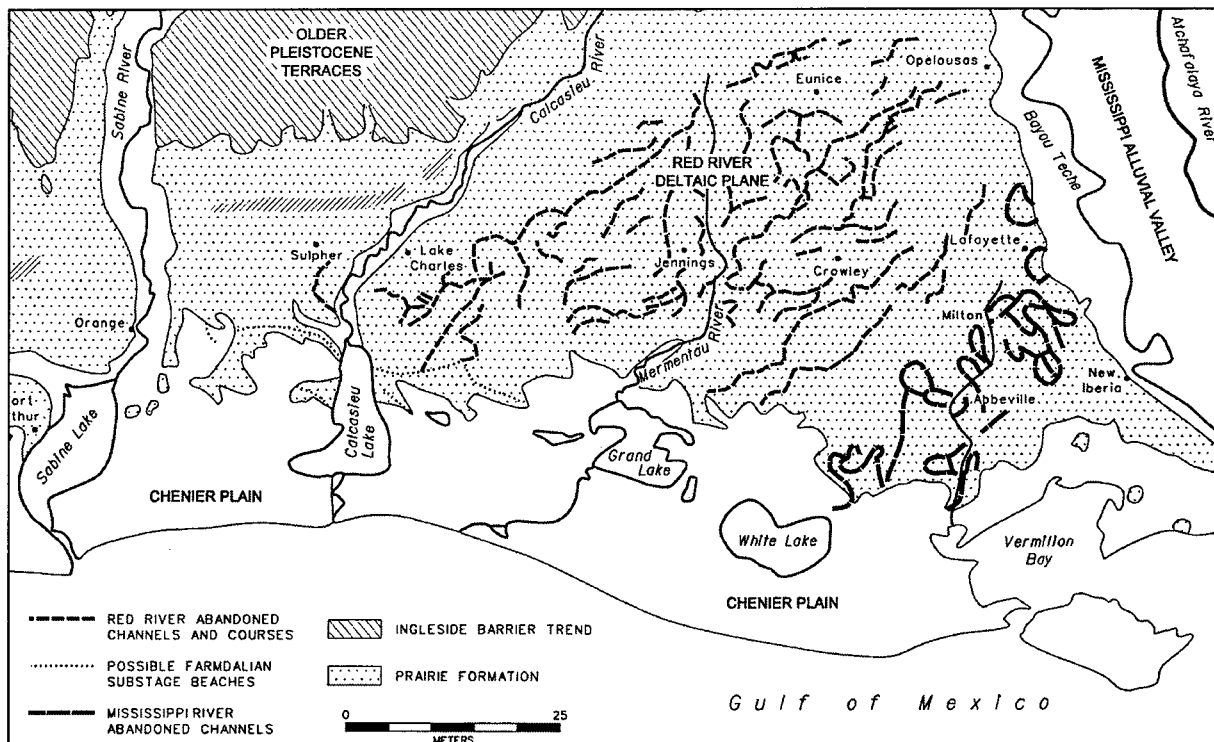 OLDER
PLEISTOCENE
TERRACES
Sabine River
Calcasieu River
Eunice
Opelousas
Atchafalaya River
MISSISSIPPI ALLUVIAL VALLEY
Bayou Teche
RED RIVER
DELTAIC PLANE
Sulpher
Lake
Charles
Jennings
Crowley
Lafayette
Orange
Mermentau River
Milton
New
Iberia
Abbeville
ort
thur
Sabine Lake
Calcasieu
Lake
Grand
Lake
CHENIER PLAIN
White Lake
Vermilion
Bay
CHENIER PLAIN
RED RIVER ABANDONED
CHANNELS AND COURSES
INGLESIDE BARRIER TREND
POSSIBLE FARMDALIAN
SUBSTAGE BEACHES
PRAIRIE FORMATION
MISSISSIPPI RIVER
ABANDONED CHANNELS
0 25
METERS
Gulf of Mexico